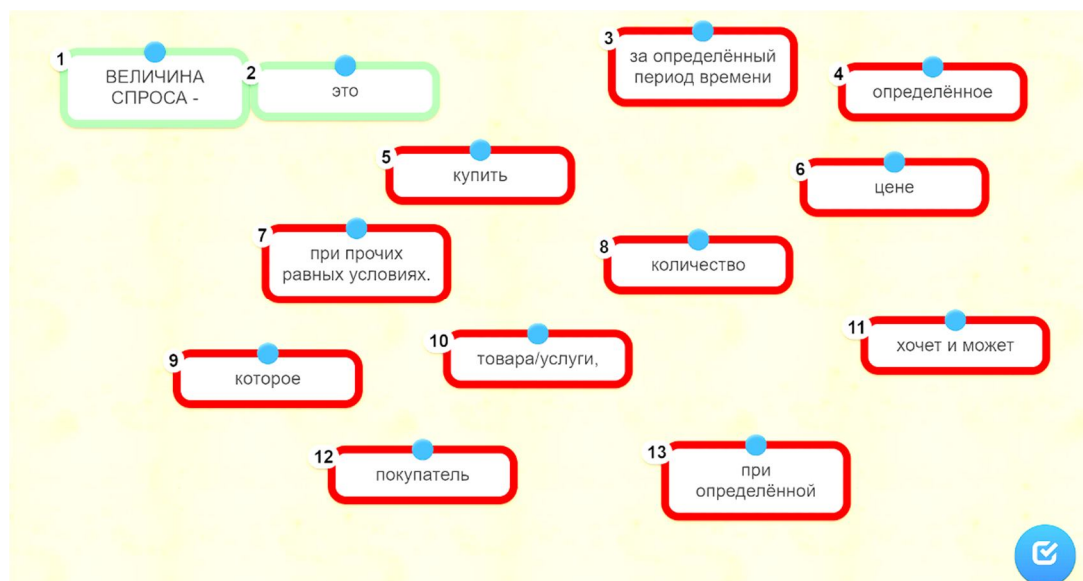 1
ВЕЛИЧИНА
СПРОСА -
2
это
3
за определённый
период времени
4
определённое
5
купить
6
цене
7
при прочих
равных условиях.
8
количество
9
которое
10
товара/услуги,
11
хочет и может
12
покупатель
13
при
определённой